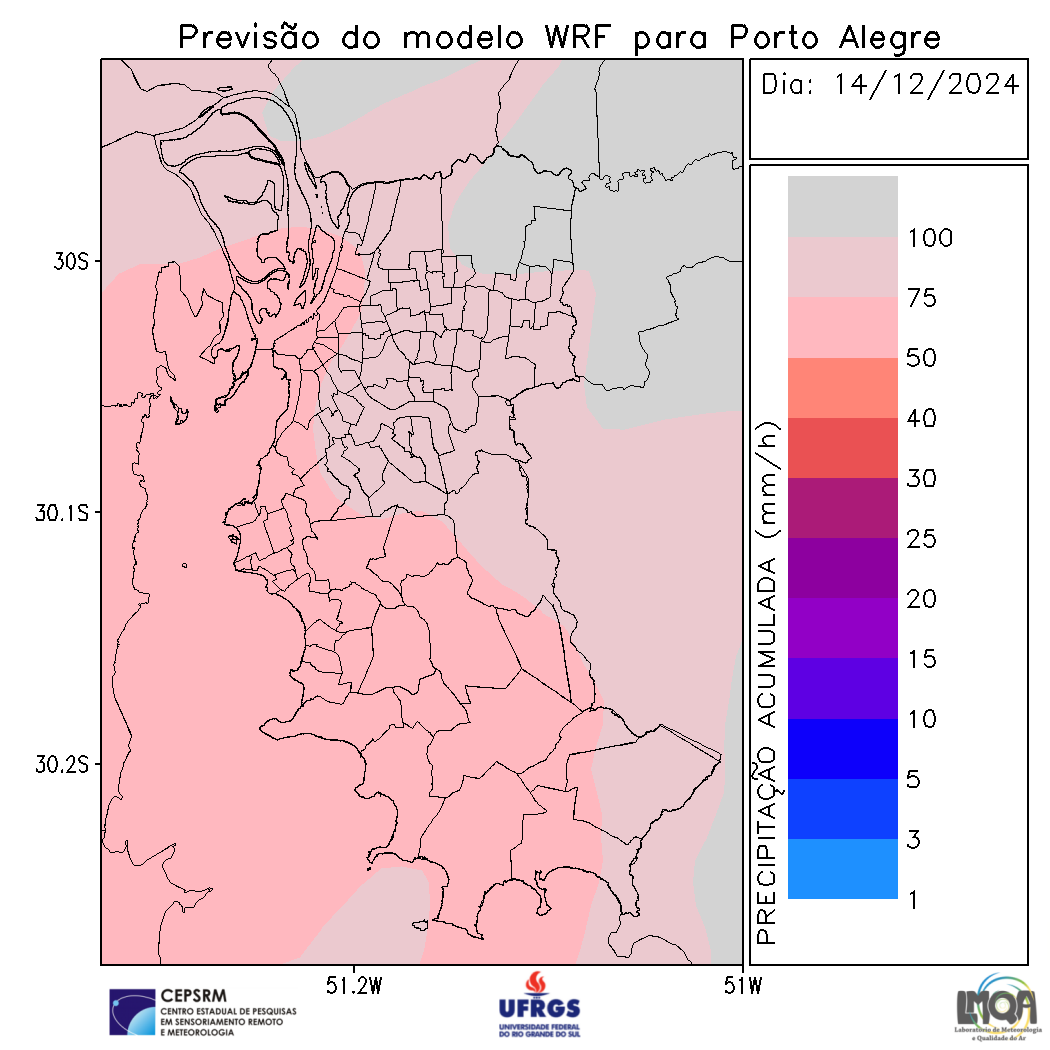 Previsão do modelo WRF para Porto Alegre
Dia: 14/12/2024
30S
30.1S
30.2S
51.2W
51W
PRECIPITAÇÃO ACUMULADA (mm/h)
100
75
50
40
30
25
20
15
10
5
3
1
CEPSRM
CENTRO ESTADUAL DE PESQUISAS
EM SENSORIAMENTO REMOTO
E METEOROLOGIA
UFRGS
UNIVERSIDADE FEDERAL
DO RIO GRANDE DO SUL
LMQA
Laboratório de Meteorologia
e Qualidade do Ar